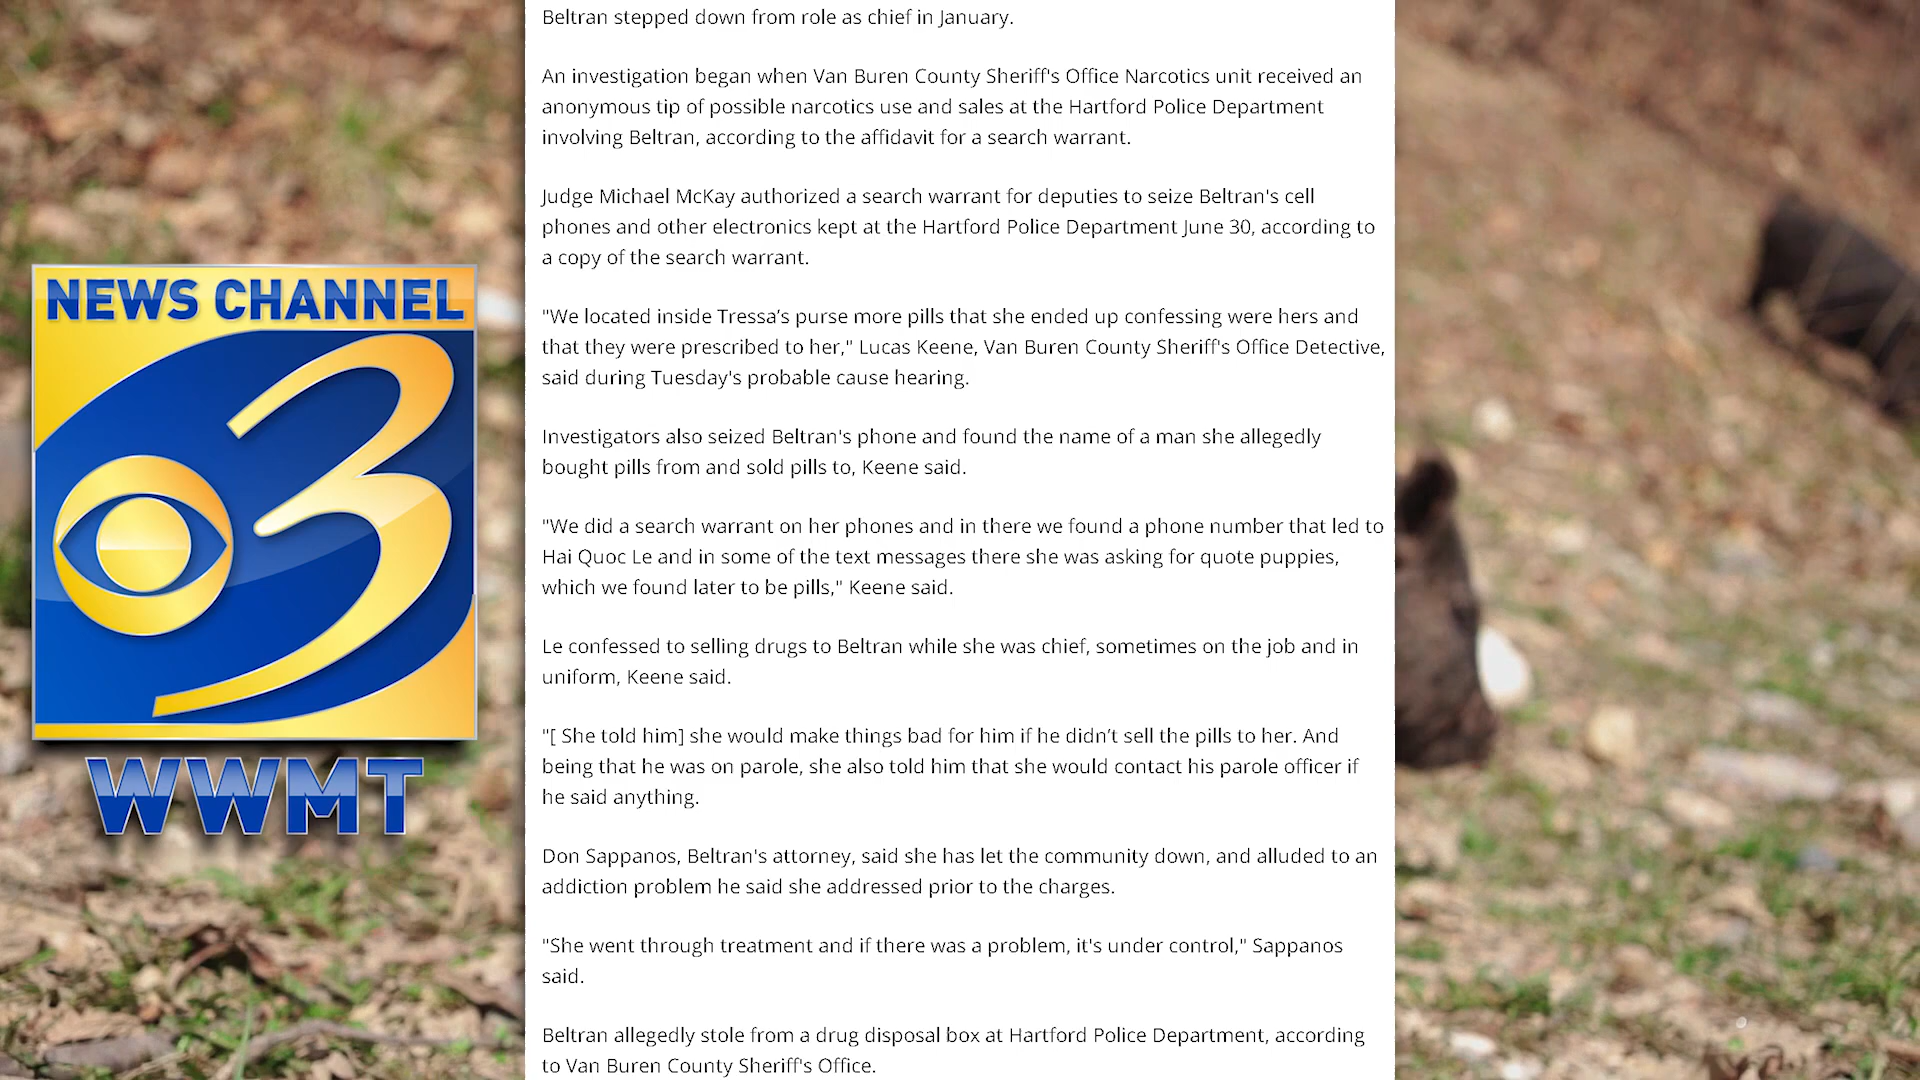 NEWS CHANNEL
3
WWMT
Beltran stepped down from role as chief in January.
An investigation began when Van Buren County Sheriff's Office Narcotics unit received an
anonymous tip of possible narcotics use and sales at the Hartford Police Department
involving Beltran, according to the affidavit for a search warrant.
Judge Michael McKay authorized a search warrant for deputies to seize Beltran's cell
phones and other electronics kept at the Hartford Police Department June 30, according to
a copy of the search warrant.
"We located inside Tressa’s purse more pills that she ended up confessing were hers and
that they were prescribed to her," Lucas Keene, Van Buren County Sheriff's Office Detective,
said during Tuesday's probable cause hearing.
Investigators also seized Beltran's phone and found the name of a man she allegedly
bought pills from and sold pills to, Keene said.
"We did a search warrant on her phones and in there we found a phone number that led to
Hai Quoc Le and in some of the text messages there she was asking for quote puppies,
which we found later to be pills," Keene said.
Le confessed to selling drugs to Beltran while she was chief, sometimes on the job and in
uniform, Keene said.
"[ She told him] she would make things bad for him if he didn’t sell the pills to her. And
being that he was on parole, she also told him that she would contact his parole officer if
he said anything.
Don Sappanos, Beltran's attorney, said she has let the community down, and alluded to an
addiction problem he said she addressed prior to the charges.
"She went through treatment and if there was a problem, it's under control," Sappanos
said.
Beltran allegedly stole from a drug disposal box at Hartford Police Department, according
to Van Buren County Sheriff's Office.